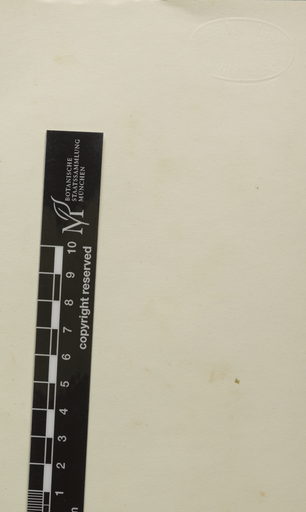 BOTANISCHE
STAATSSAMMLUNG
MÜNCHEN
M
copyright reserved
10
9
8
7
6
5
4
3
2
1